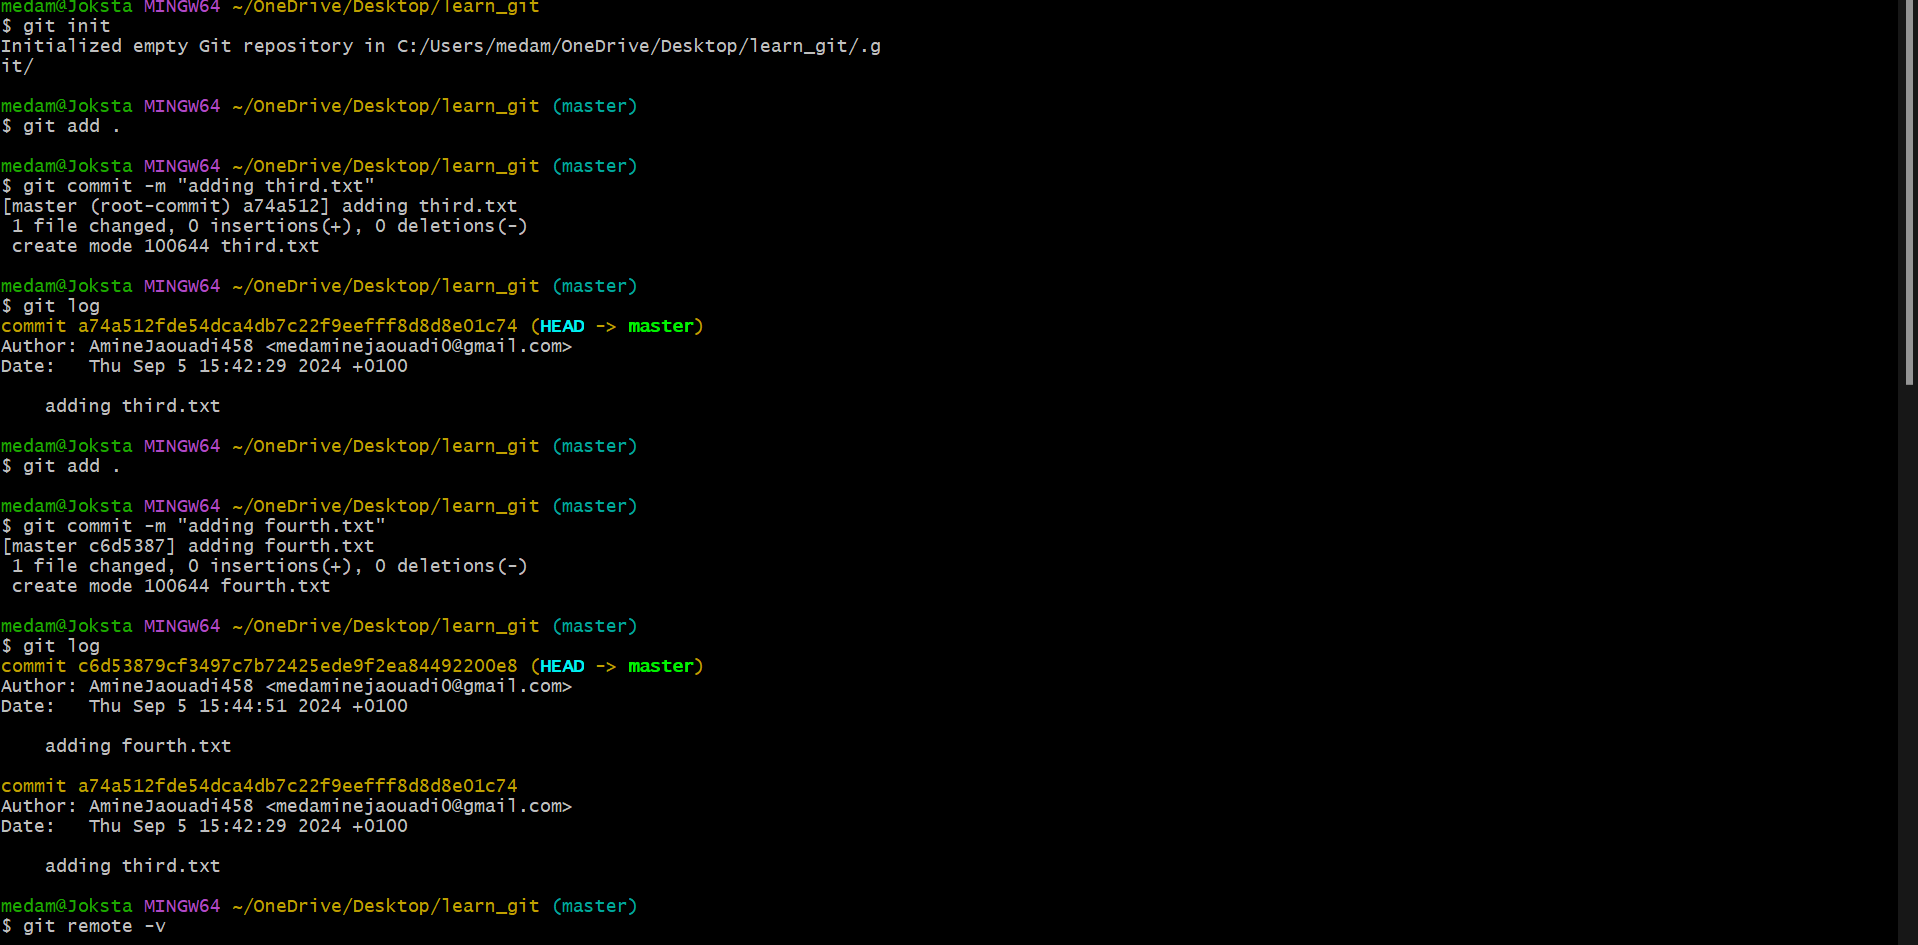 medam@Joksta MINGW64 ~/OneDrive/Desktop/learn_git
$ git init
Initialized empty Git repository in C:/Users/medam/OneDrive/Desktop/learn_git/.g
it/

medam@Joksta MINGW64 ~/OneDrive/Desktop/learn_git (master)
$ git add .

medam@Joksta MINGW64 ~/OneDrive/Desktop/learn_git (master)
$ git commit -m "adding third.txt"
[master (root-commit) a74a512] adding third.txt
 1 file changed, 0 insertions(+), 0 deletions(-)
 create mode 100644 third.txt

medam@Joksta MINGW64 ~/OneDrive/Desktop/learn_git (master)
$ git log
commit a74a512fde54dca4db7c22f9eefff8d8d8e01c74 (HEAD -> master)
Author: AmineJaouadi458 <medaminejaouadi0@gmail.com>
Date:   Thu Sep 5 15:42:29 2024 +0100

    adding third.txt

medam@Joksta MINGW64 ~/OneDrive/Desktop/learn_git (master)
$ git add .

medam@Joksta MINGW64 ~/OneDrive/Desktop/learn_git (master)
$ git commit -m "adding fourth.txt"
[master c6d5387] adding fourth.txt
 1 file changed, 0 insertions(+), 0 deletions(-)
 create mode 100644 fourth.txt

medam@Joksta MINGW64 ~/OneDrive/Desktop/learn_git (master)
$ git log
commit c6d53879cf3497c7b72425ede9f2ea84492200e8 (HEAD -> master)
Author: AmineJaouadi458 <medaminejaouadi0@gmail.com>
Date:   Thu Sep 5 15:44:51 2024 +0100

    adding fourth.txt

commit a74a512fde54dca4db7c22f9eefff8d8d8e01c74
Author: AmineJaouadi458 <medaminejaouadi0@gmail.com>
Date:   Thu Sep 5 15:42:29 2024 +0100

    adding third.txt

medam@Joksta MINGW64 ~/OneDrive/Desktop/learn_git (master)
$ git remote -v